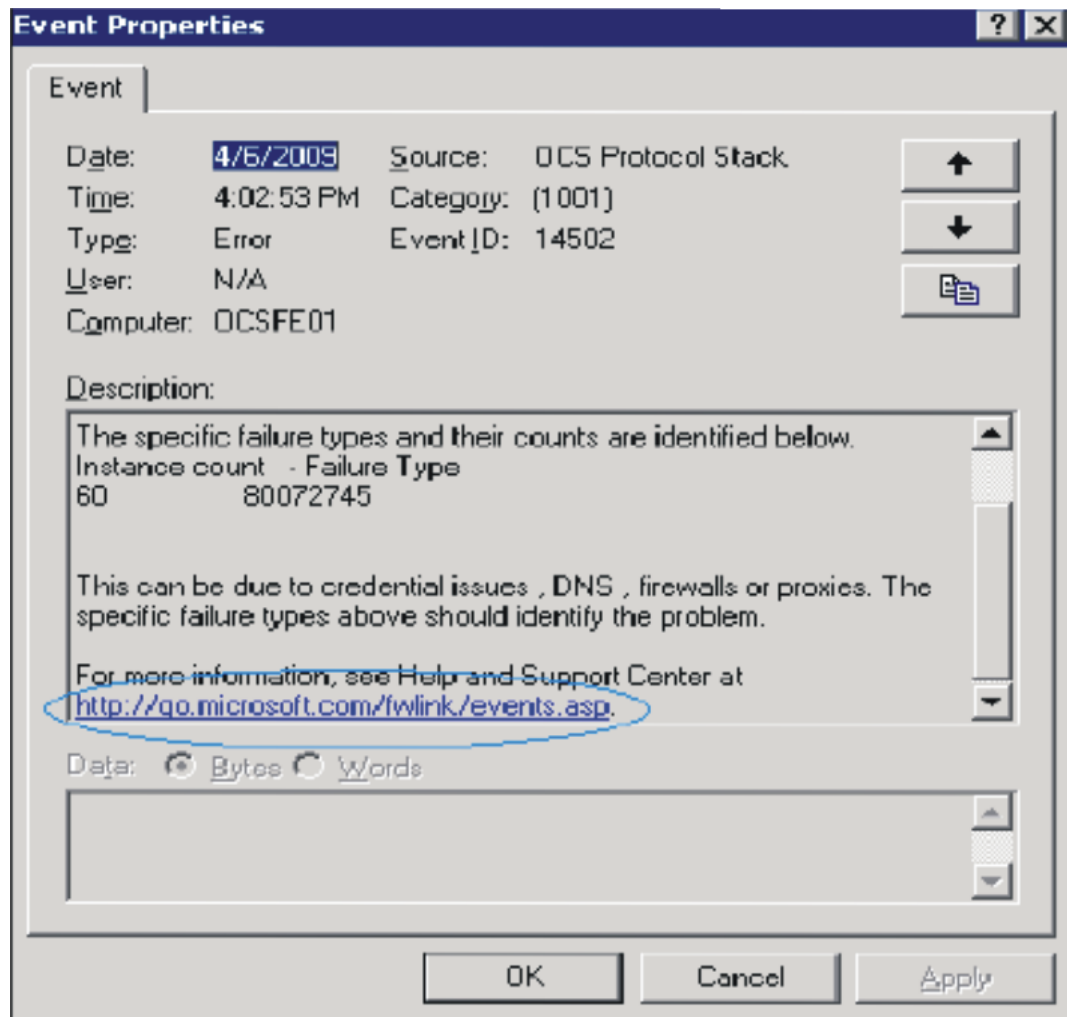 Event Properties
Event
Date: 4/6/2009 Source: OCS Protocol Stack
Time: 4:02:53 PM Category: (1001)
Type: Error Event ID: 14502
User: N/A
Computer: OCSFE01
Description:
The specific failure types and their counts are identified below.
Instance count - Failure Type
60 80072745
This can be due to credential issues , DNS , firewalls or proxies. The
specific failure types above should identify the problem.
For more information, see Help and Support Center at
http://go.microsoft.com/fwlink/events.asp.
Data: Bytes Words
OK Cancel Apply